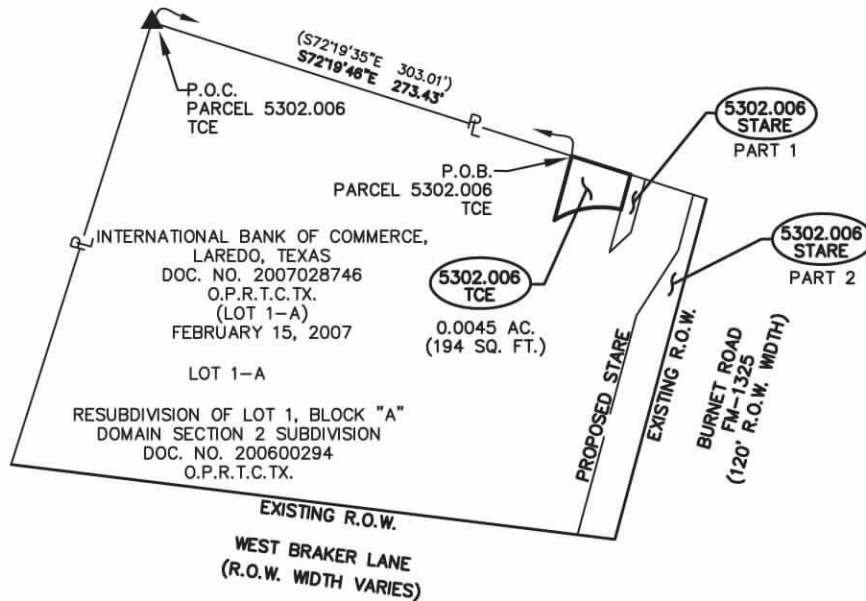 (S72°19'35"E 303.01')
S72°19'46"E 273.43'
P.O.C.
PARCEL 5302.006
TCE
PL
5302.006
STARE
PART 1
P.O.B.
PARCEL 5302.006
TCE
PL
INTERNATIONAL BANK OF COMMERCE,
LAREDO, TEXAS
DOC. NO. 2007028746
O.P.R.T.C.TX.
(LOT 1-A)
FEBRUARY 15, 2007
5302.006
STARE
PART 2
5302.006
TCE
0.0045 AC.
(194 SQ. FT.)
LOT 1-A
RESUBDIVISION OF LOT 1, BLOCK "A"
DOMAIN SECTION 2 SUBDIVISION
DOC. NO. 200600294
O.P.R.T.C.TX.
PROPOSED STARE
EXISTING R.O.W.
BURNET ROAD
FM-1325
(120' R.O.W. WIDTH)
EXISTING R.O.W.
WEST BRAKER LANE
(R.O.W. WIDTH VARIES)